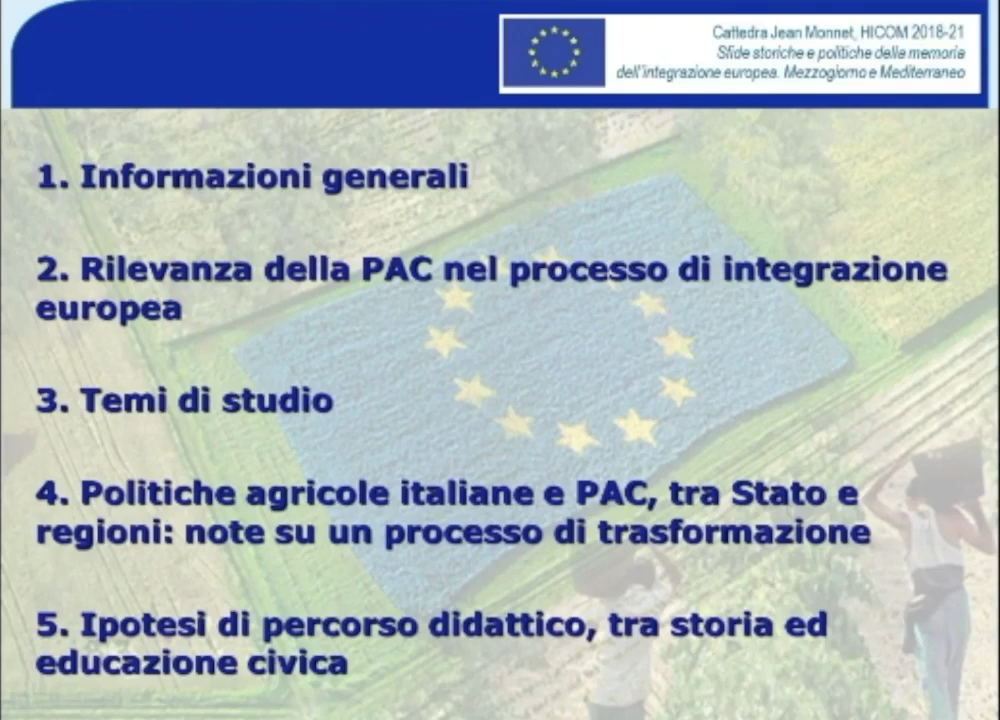 Cattedra Jean Monnet, HICOM 2018-21
Sfide storiche e politiche della memoria
dell'integrazione europea. Mezzogiorno e Mediterraneo
1. Informazioni generali
2. Rilevanza della PAC nel processo di integrazione
europea
3. Temi di studio
4. Politiche agricole italiane e PAC, tra Stato e
regioni: note su un processo di trasformazione
5. Ipotesi di percorso didattico, tra storia ed
educazione civica